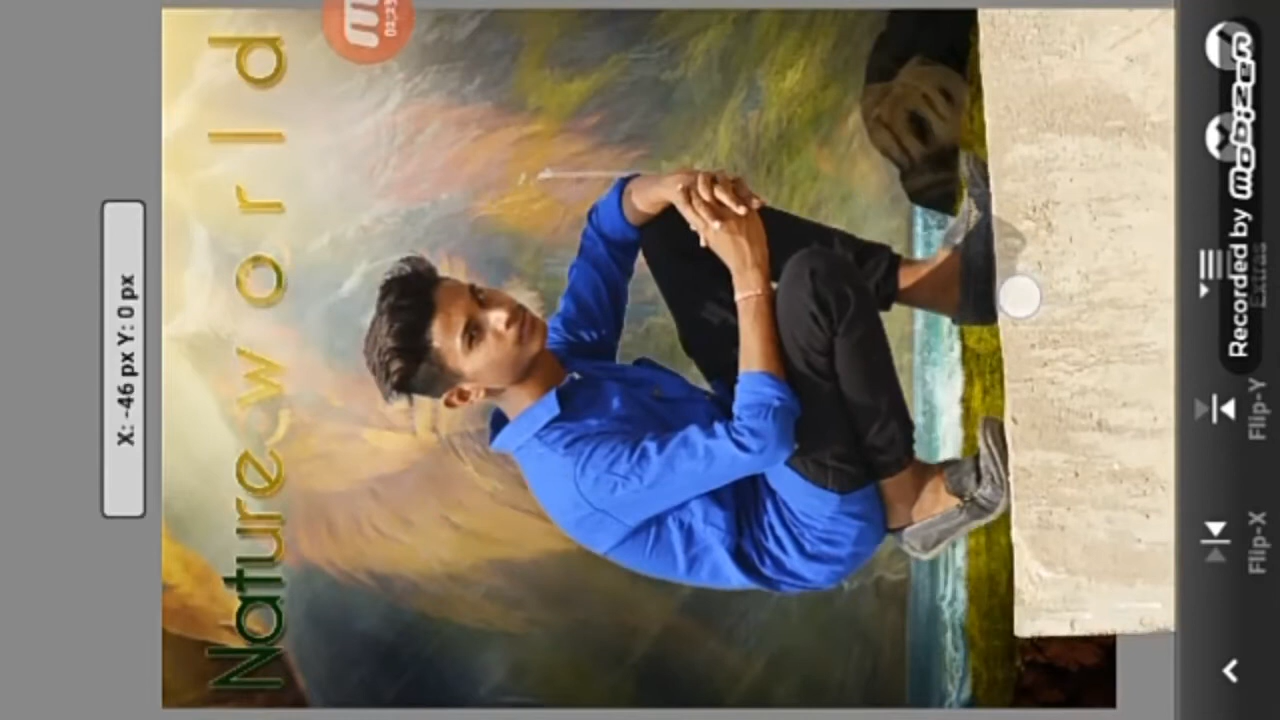 Nature world
X: -46 px Y: 0 px
Recorded by mobizen
Extras
Flip-Y
Flip-X